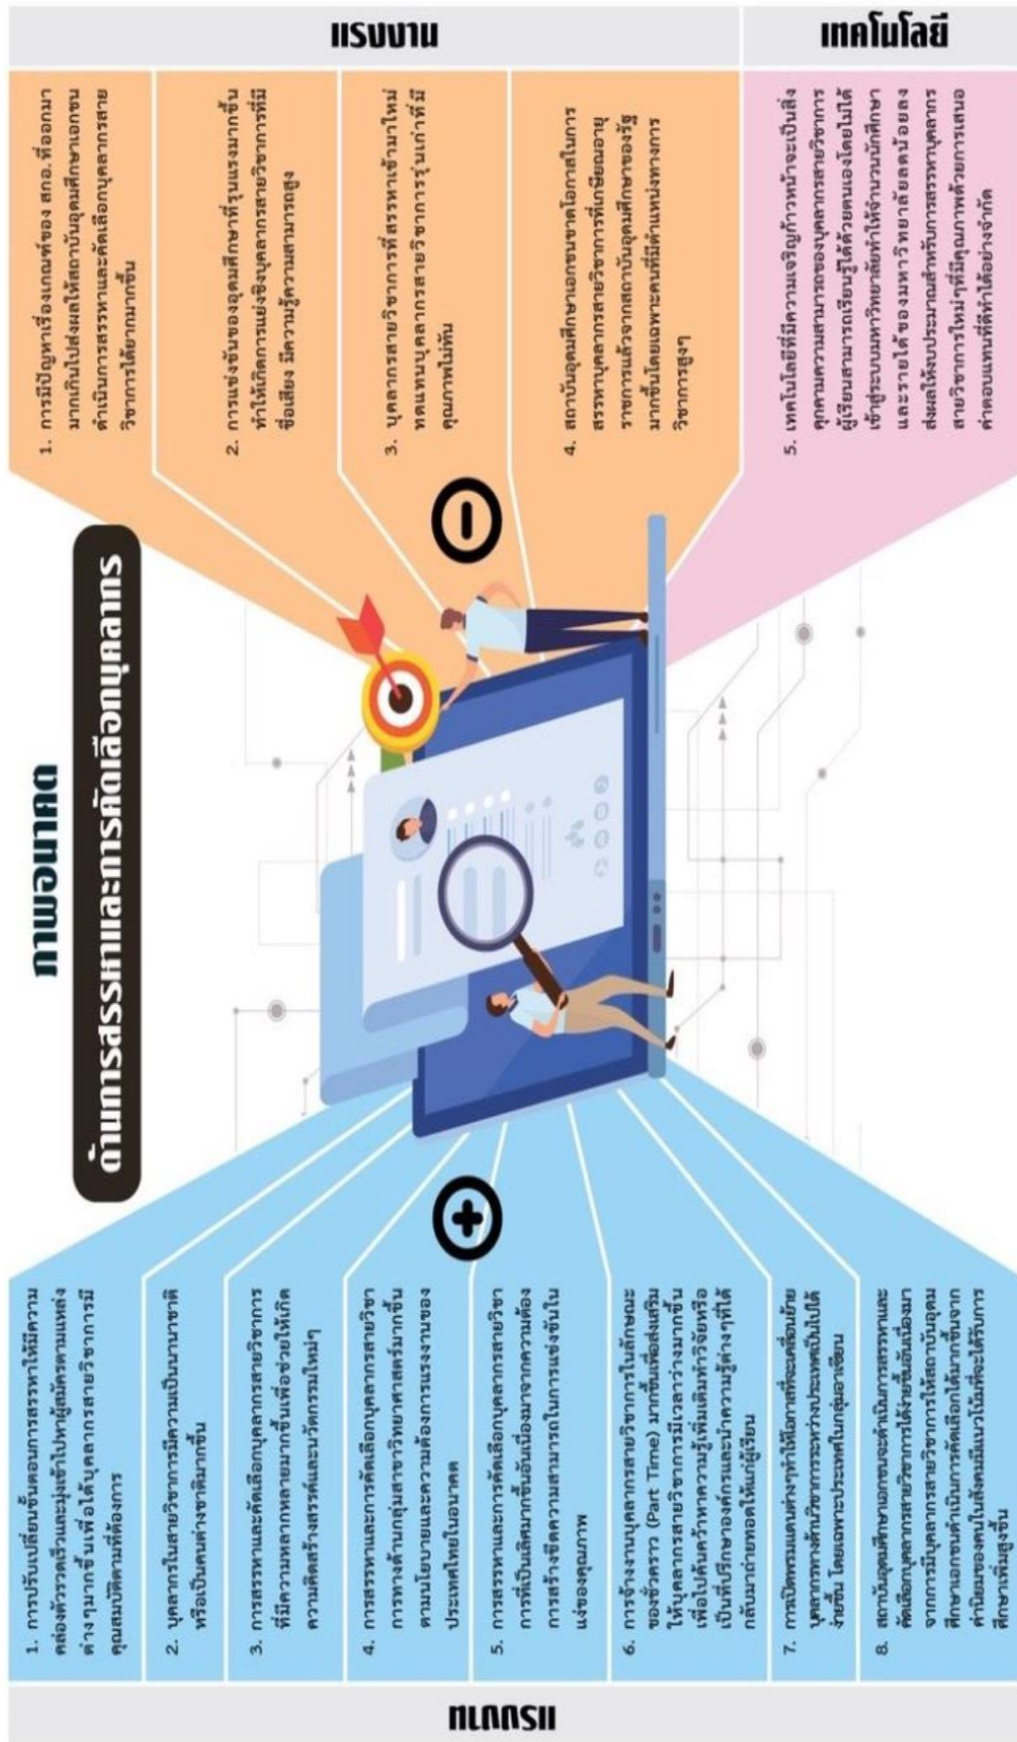 ภาพอนาคต
ด้านการสรรหาและการคัดเลือกบุคลากร
แรงงาน
1. การปรับเปลี่ยนขั้นตอนการสรรหาให้มีความ
คล่องตัวรวดเร็วและมุ่งเข้าไปหาผู้สมัครตามแหล่ง
ต่างๆมากขึ้นเพื่อได้บุคลากรสายวิชาการมี
คุณสมบัติตามที่ต้องการ
2. บุคลากรในสายวิชาการมีความเป็นนานาชาติ
หรือเป็นคนต่างชาติมากขึ้น
3. การสรรหาและคัดเลือกบุคลากรสายวิชาการ
ที่มีความหลากหลายมากขึ้นเพื่อช่วยให้เกิด
ความคิดสร้างสรรค์และนวัตกรรมใหม่ๆ
4. การสรรหาและการคัดเลือกบุคลากรสายวิชา
การทางด้านกลุ่มสาขาวิทยาศาสตร์มากขึ้น
ตามนโยบายและความต้องการแรงงานของ
ประเทศไทยในอนาคต
5. การสรรหาและการคัดเลือกบุคลากรสายวิชา
การที่เป็นเลิศมากขึ้นอันเนื่องมาจากความต้อง
การสร้างขีดความสามารถในการแข่งขันใน
แง่ของคุณภาพ
6. การจ้างงานบุคลากรสายวิชาการในลักษณะ
ของชั่วคราว (Part Time) มากขึ้นเพื่อส่งเสริม
ให้บุคลากรสายวิชาการมีเวลาว่างมากขึ้น
เพื่อไปค้นคว้าหาความรู้เพิ่มเติมทำวิจัยหรือ
เป็นที่ปรึกษาองค์กรและนำความรู้ต่างๆที่ได้
กลับมาถ่ายทอดให้แก่ผู้เรียน
7. การเปิดพรมแดนต่างๆทำให้โอกาสที่จะเคลื่อนย้าย
บุคลากรทางด้านวิชาการระหว่างประเทศเป็นไปได้
ง่ายขึ้น โดยเฉพาะประเทศในกลุ่มอาเซียน
8. สถาบันอุดมศึกษาเอกชนจะดำเนินการสรรหาและ
คัดเลือกบุคลากรสายวิชาการได้ง่ายขึ้นอันเนื่องมา
จากการมีบุคลากรสายวิชาการให้สถาบันอุดม
ศึกษาเอกชนดำเนินการคัดเลือกได้มากขึ้นจาก
ค่านิยมของคนในสังคมมีแนวโน้มที่จะได้รับการ
ศึกษาเพิ่มสูงขึ้น
แรงงาน
1. การมีปัญหาเรื่องเกณฑ์ของ สกอ. ที่ออกมา
มากเกินไปส่งผลให้สถาบันอุดมศึกษาเอกชน
ดำเนินการสรรหาและคัดเลือกบุคลากรสาย
วิชาการได้ยากมากขึ้น
2. การแข่งขันของอุดมศึกษาที่รุนแรงมากขึ้น
ทำให้เกิดการแย่งชิงบุคลากรสายวิชาการที่มี
ชื่อเสียง มีความรู้ความสามารถสูง
3. บุคลากรสายวิชาการที่สรรหาเข้ามาใหม่
ทดแทนบุคลากรสายวิชาการรุ่นเก่าที่มี
คุณภาพไม่ทัน
4. สถาบันอุดมศึกษาเอกชนขาดโอกาสในการ
สรรหาบุคลากรสายวิชาการที่เกษียณอายุ
ราชการแล้วจากสถาบันอุดมศึกษาของรัฐ
มากขึ้นโดยเฉพาะคนที่มีตำแหน่งทางการ
วิชาการสูงๆ
เทคโนโลยี
5. เทคโนโลยีที่มีความเจริญก้าวหน้าจะเป็นสิ่ง
คุกคามความสามารถของบุคลากรสายวิชาการ
ผู้เรียนสามารถเรียนรู้ได้ด้วยตนเองโดยไม่ได้
เข้าสู่ระบบมหาวิทยาลัยทำให้จำนวนนักศึกษา
และรายได้ของมหาวิทยาลัยลดน้อยลง
ส่งผลให้งบประมาณสำหรับการสรรหาบุคลากร
สายวิชาการใหม่ๆที่มีคุณภาพด้วยการเสนอ
ค่าตอบแทนที่ดีทำได้อย่างจำกัด